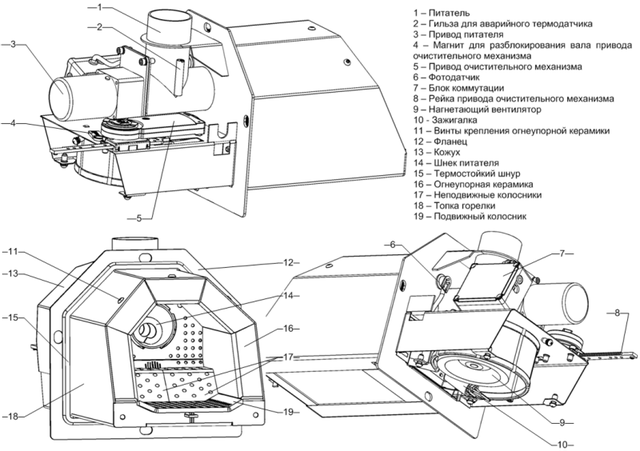 1 – Питатель
2 – Гильза для аварийного термодатчика
3 – Привод питателя
4 – Магнит для разблокирования вала привода
очистительного механизма
5 – Привод очистительного механизма
6 – Фотодатчик
7 – Блок коммутации
8 – Рейка привода очистительного механизма
9 – Нагнетающий вентилятор
10 - Зажигалка
11 – Винты крепления огнеупорной керамики
12 – Фланец
13 – Кожух
14 – Шнек питателя
15 – Термостойкий шнур
16 – Огнеупорная керамика
17 – Неподвижные колосники
18 – Топка горелки
19 – Подвижный колосник
1
2
3
4
5
11
13
12
14
15
16
17
18
19
6
7
8
9
10